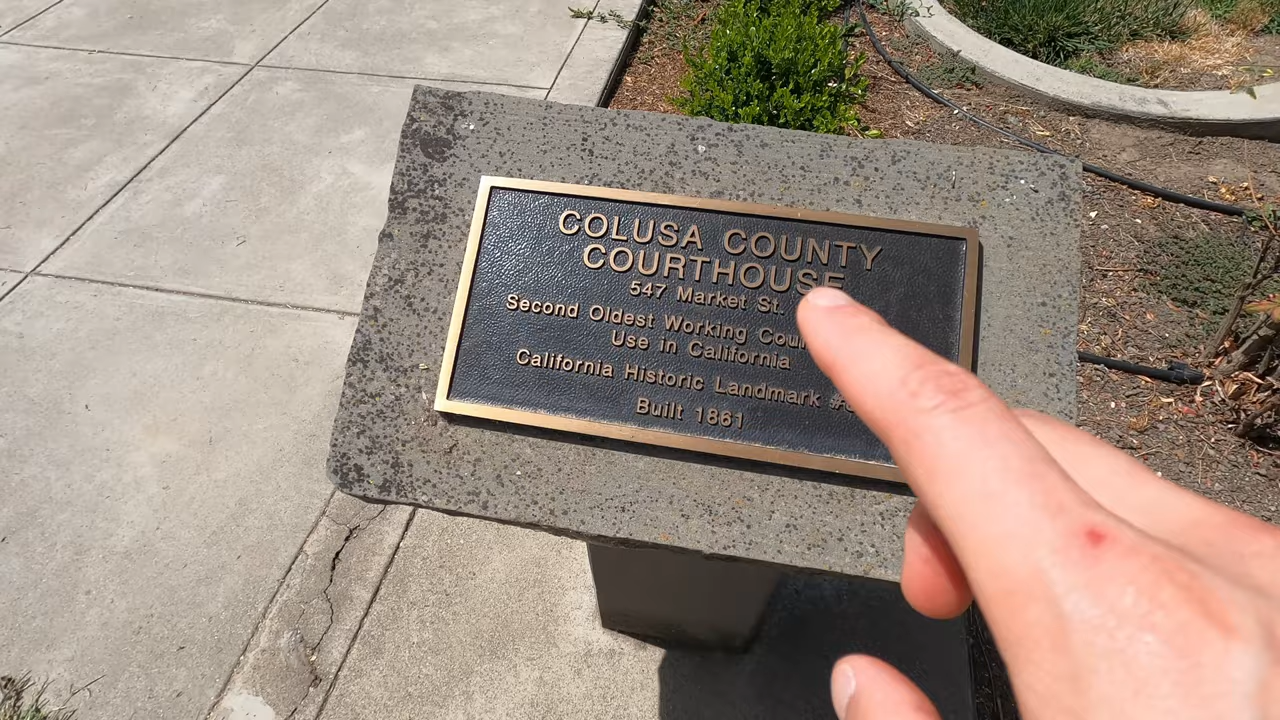 COLUSA COUNTY
COURTHOUSE
547 Market St.
Second Oldest Working
Use in California
California Historic Landmark
Built 1861